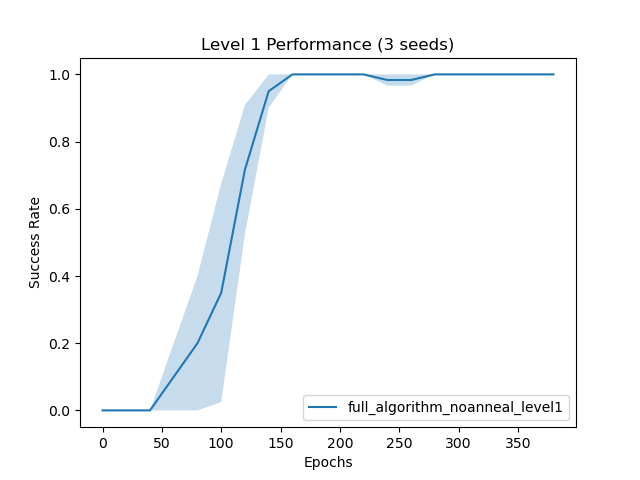 Level 1 Performance (3 seeds)
1.0
0.8
0.6
0.4
0.2
0.0
Success Rate
full_algorithm_noanneal_level1
0 50 100 150 200 250 300 350
Epochs